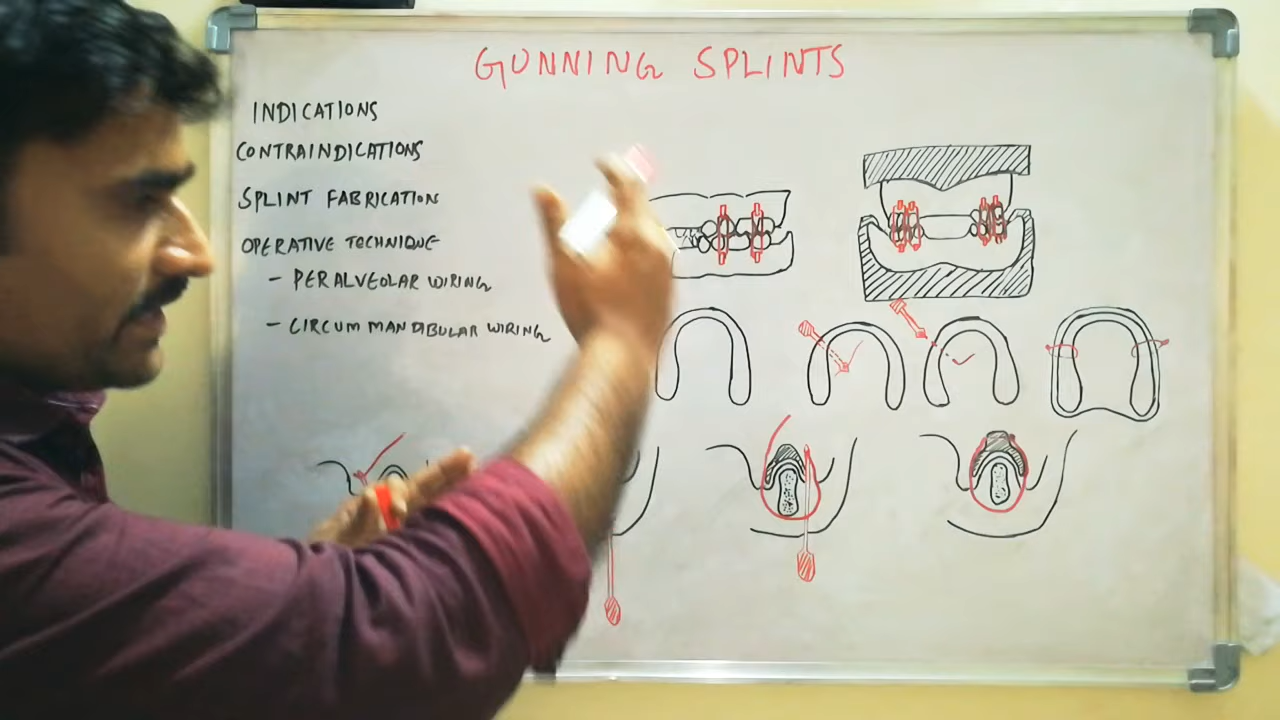 GUNNING SPLINTS
INDICATIONS
CONTRAINDICATIONS
SPLINT FABRICATION
OPERATIVE TECHNIQUE
- PERALVEOLAR WIRING
- CIRCUM MANDIBULAR WIRING